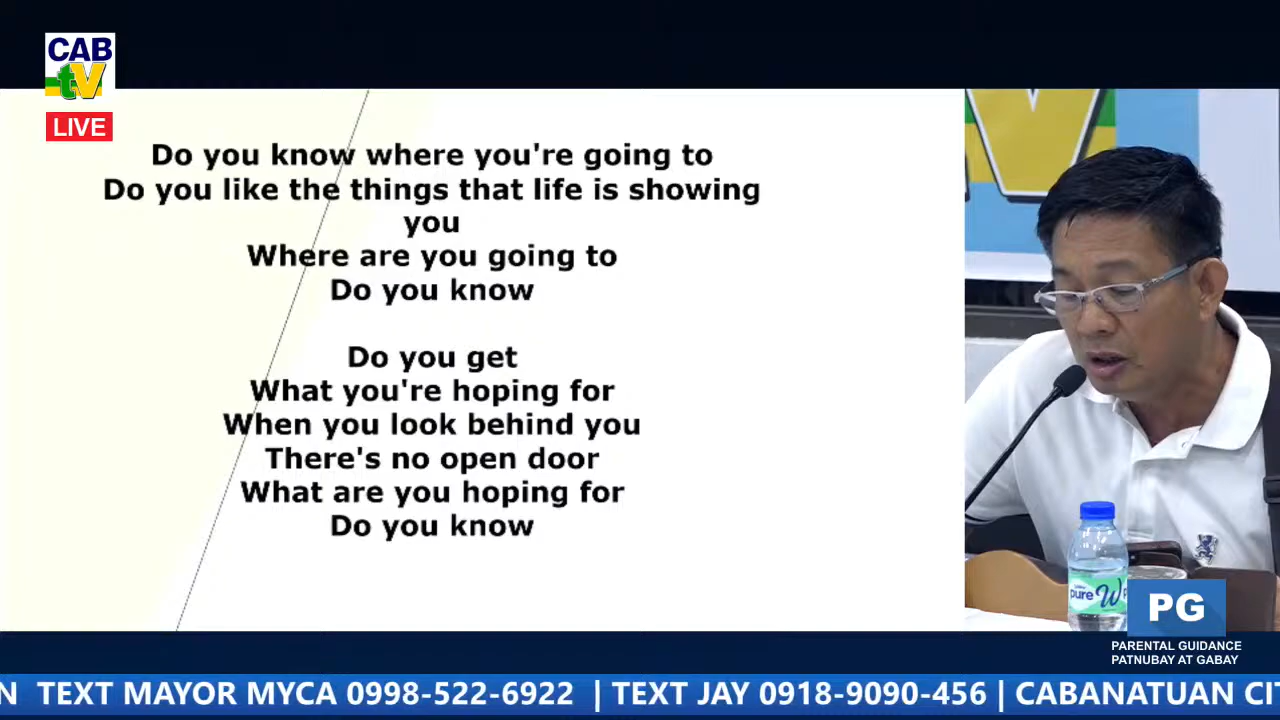 CAB
tV
LIVE
Do you know where you're going to
Do you like the things that life is showing
you
Where are you going to
Do you know
Do you get
What you're hoping for
When you look behind you
There's no open door
What are you hoping for
Do you know
pure
PG
PARENTAL GUIDANCE
PATNUBAY AT GABAY
N TEXT MAYOR MYCA 0998-522-6922 | TEXT JAY 0918-9090-456 | CABANATUAN CIT